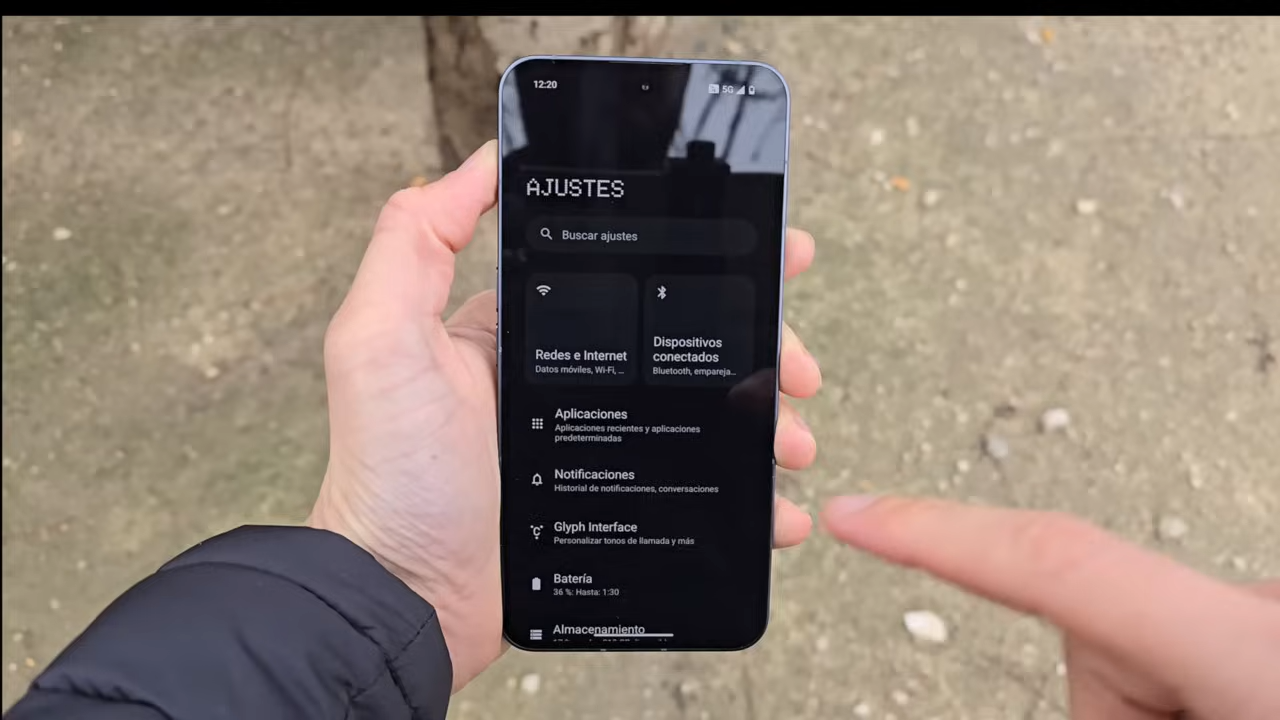 12:20
5G
AJUSTES
Buscar ajustes
Redes e Internet
Datos móviles, Wi-Fi, ...
Dispositivos
conectados
Bluetooth, empareja...
Aplicaciones
Aplicaciones recientes y aplicaciones
predeterminadas
Notificaciones
Historial de notificaciones, conversaciones
Glyph Interface
Personalizar tonos de llamada y más
Batería
36 %: Hasta: 1:30
Almacenamiento